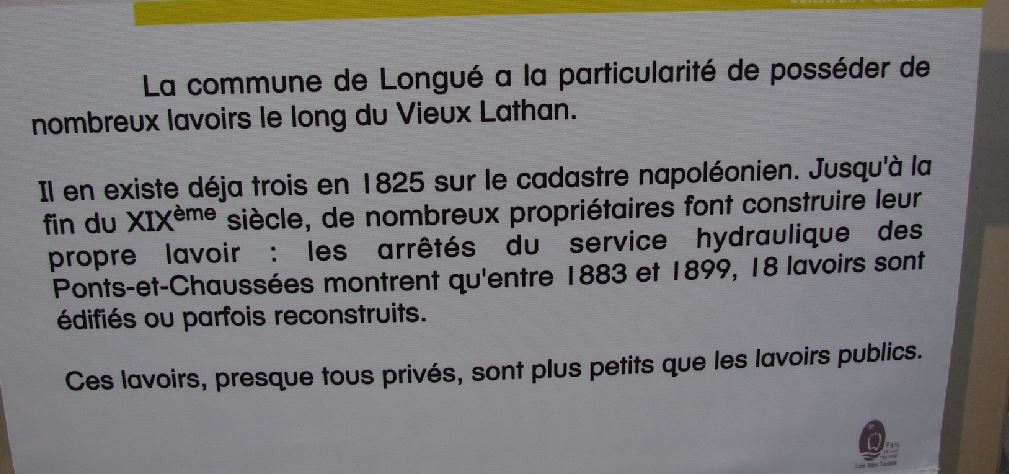 La commune de Longué a la particularité de posséder de
nombreux lavoirs le long du Vieux Lathan.
Il en existe déja trois en 1825 sur le cadastre napoléonien. Jusqu'à la
fin du XIXème siècle, de nombreux propriétaires font construire leur
propre lavoir : les arrêtés du service hydraulique des
Ponts-et-Chaussées montrent qu'entre 1883 et 1899, 18 lavoirs sont
édifiés ou parfois reconstruits.
Ces lavoirs, presque tous privés, sont plus petits que les lavoirs publics.
Parc